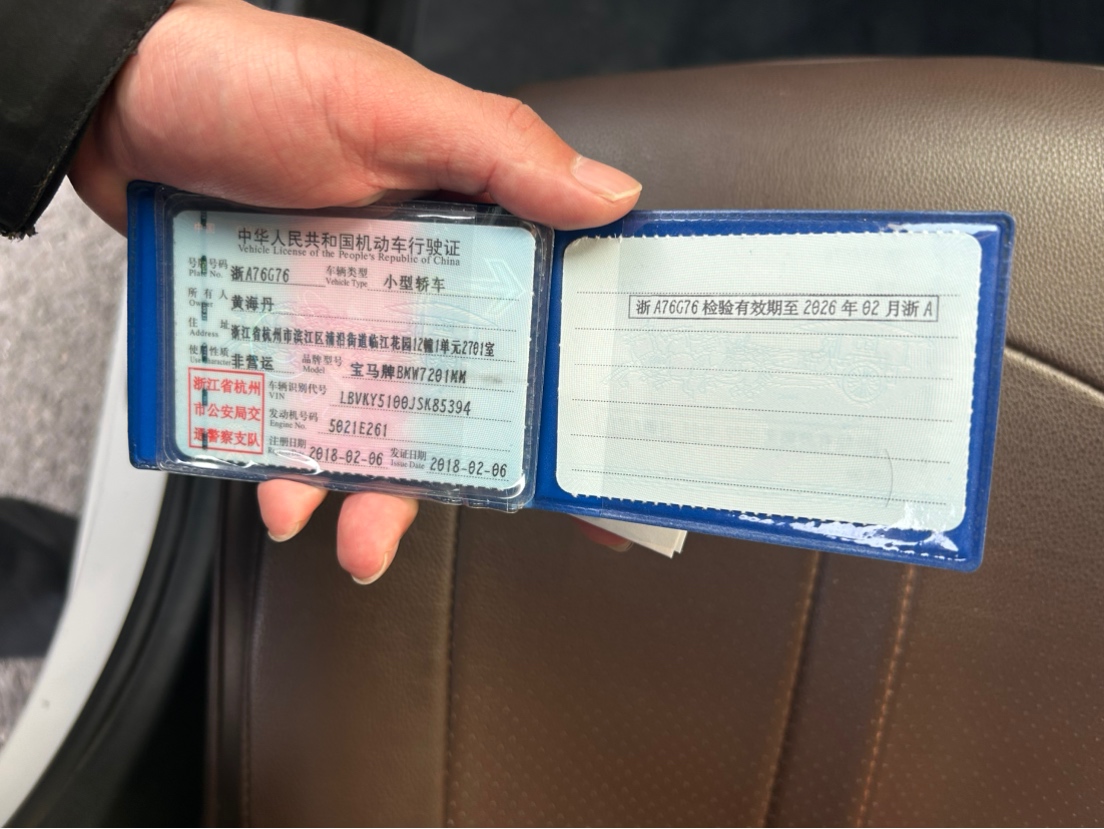 中华人民共和国机动车行驶证
Vehicle License of the People's Republic of China
号牌号码 浙A76G76 车辆类型 小型轿车
Plate No. Vehicle Type
所有人 黄海丹
Owner
住址 浙江省杭州市滨江区浦沿街道临江花园12幢1单元2701室
Address
使用性质 非营运 品牌型号 宝马牌BMW7201MM
Use Character Model
浙江省杭州
市公安局交
通警察支队
车辆识别代号 LBVKY5100JSK85394
VIN
发动机号码 5021E261
Engine No.
注册日期 2018-02-06 发证日期 2018-02-06
Issue Date
浙A76G76 检验有效期至 2026 年 02 月浙 A